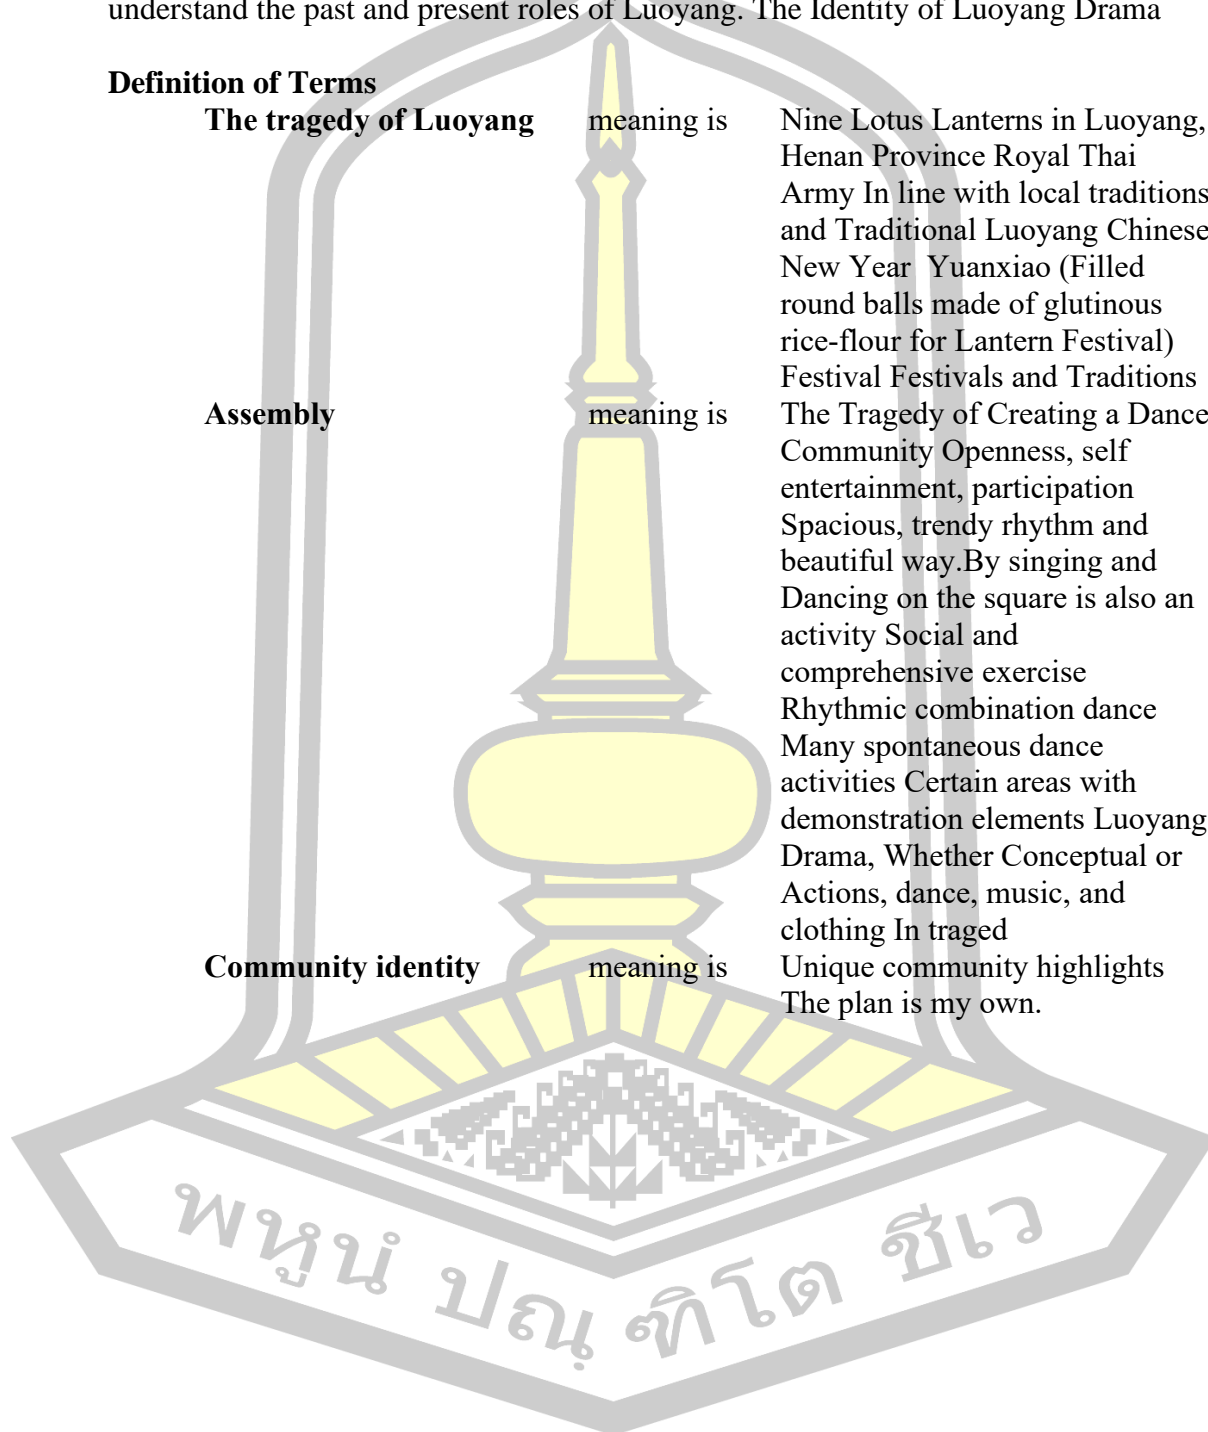 understand the past and present roles of Luoyang. The Identity of Luoyang Drama
Definition of Terms
The tragedy of Luoyang meaning is Nine Lotus Lanterns in Luoyang,
Henan Province Royal Thai
Army In line with local traditions
and Traditional Luoyang Chinese
New Year Yuanxiao (Filled
round balls made of glutinous
rice-flour for Lantern Festival)
Festival Festivals and Traditions
Assembly meaning is The Tragedy of Creating a Dance
Community Openness, self
entertainment, participation
Spacious, trendy rhythm and
beautiful way.By singing and
Dancing on the square is also an
activity Social and
comprehensive exercise
Rhythmic combination dance
Many spontaneous dance
activities Certain areas with
demonstration elements Luoyang
Drama, Whether Conceptual or
Actions, dance, music, and
clothing In traged
Community identity meaning is Unique community highlights
The plan is my own.
พหูนํ ปณฺฑิโต ชีเว